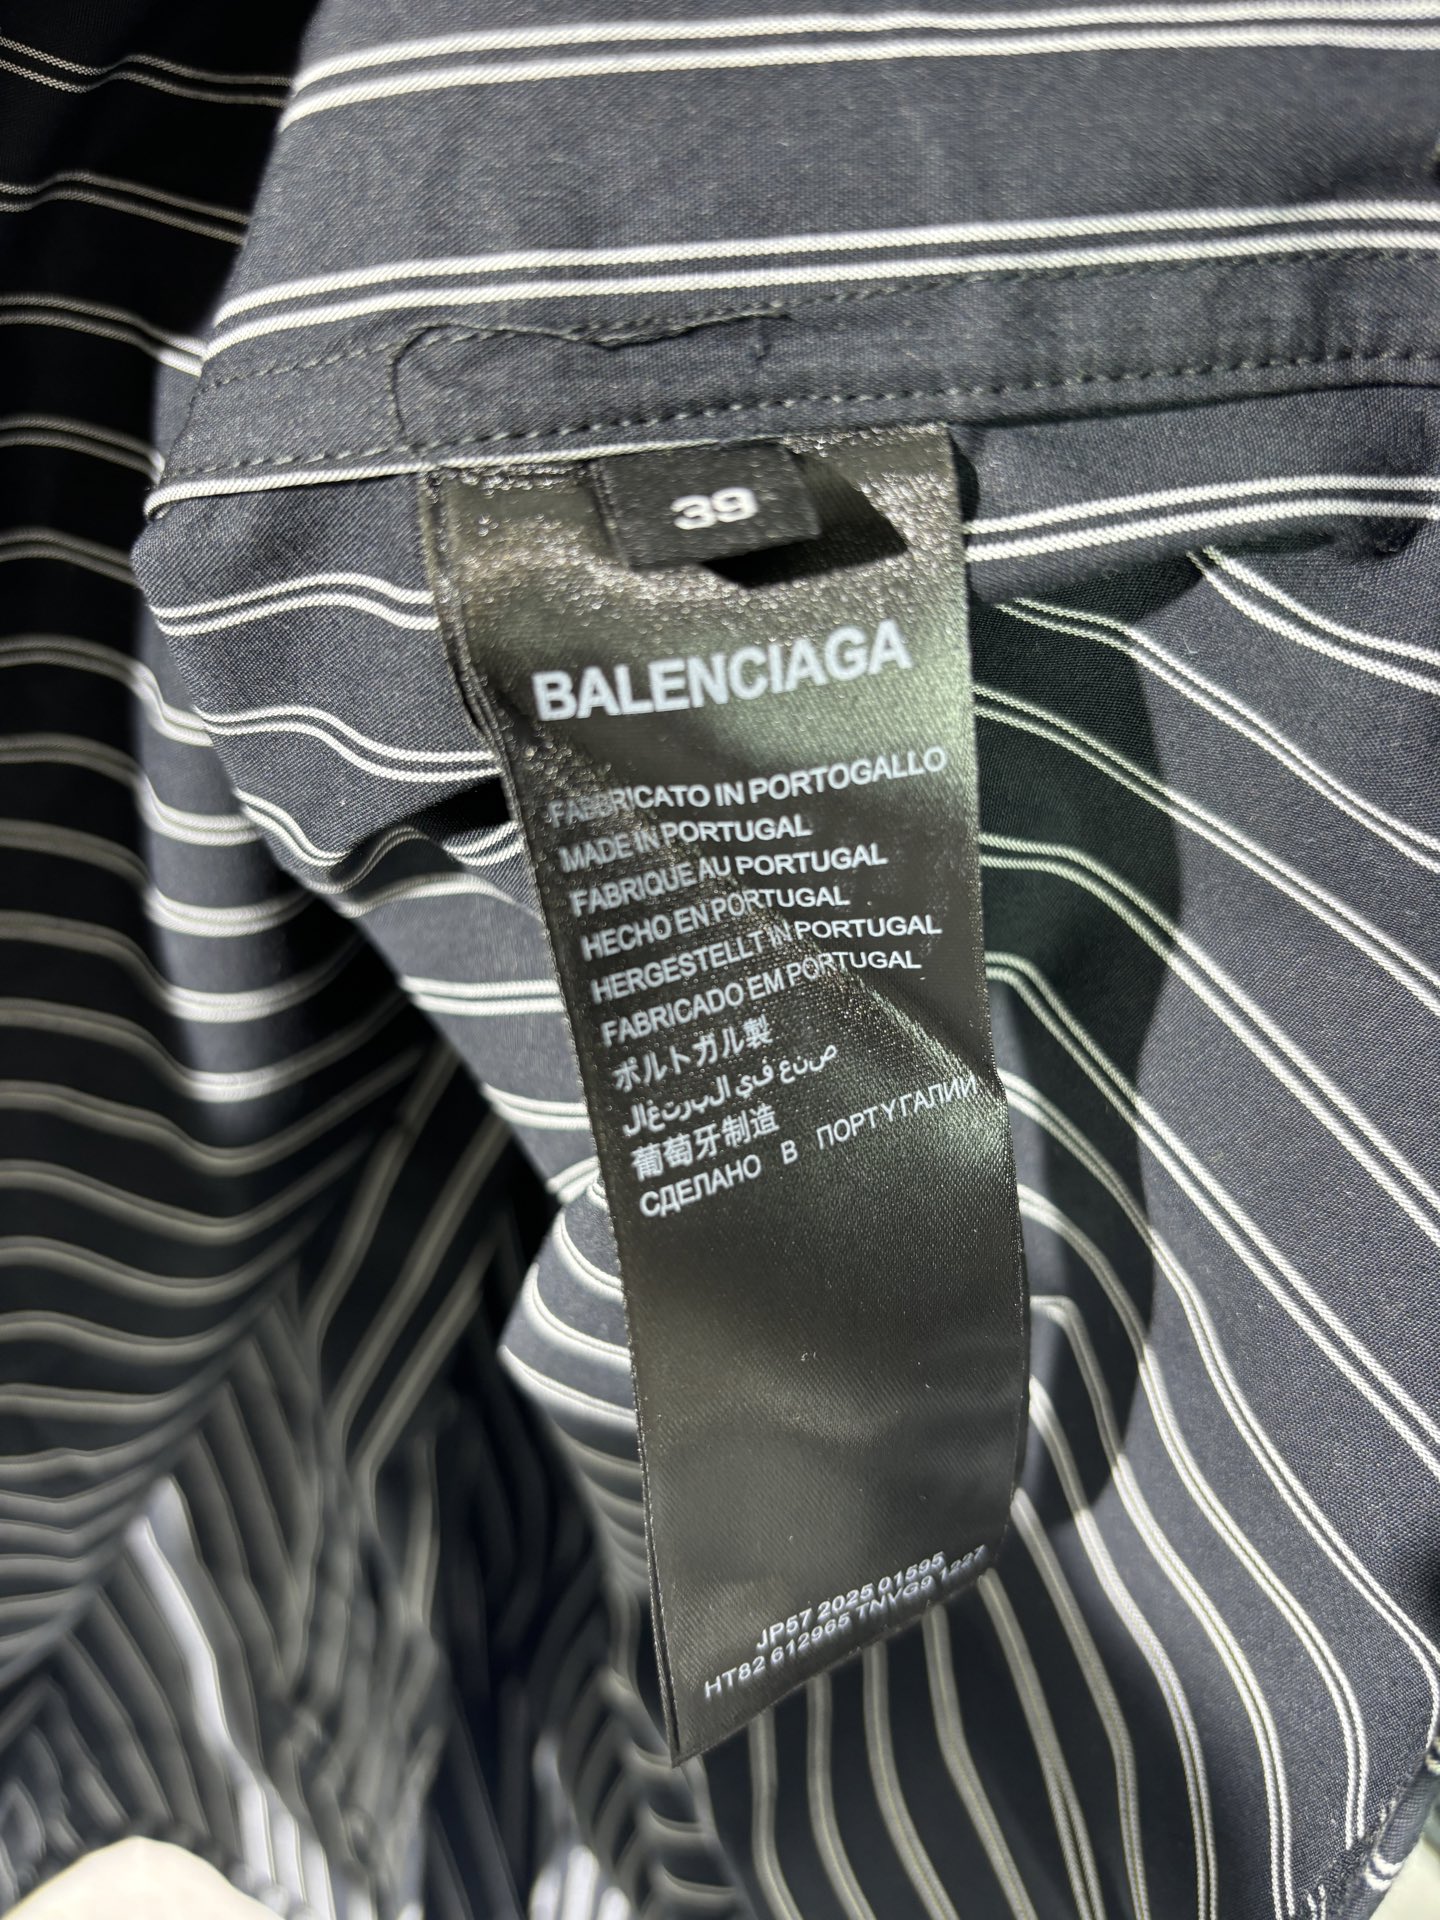 39
BALENCIAGA
FABBRICATO IN PORTOGALLO
MADE IN PORTUGAL
FABRIQUE AU PORTUGAL
HECHO EN PORTUGAL
HERGESTELLT IN PORTUGAL
FABRICADO EM PORTUGAL
ポルトガル製
صنع في البرتغال
葡萄牙制造
СДЕЛАНО В ПОРТУГАЛИИ
JP57 2025 01595
HT82 612965 TNVG9 1227